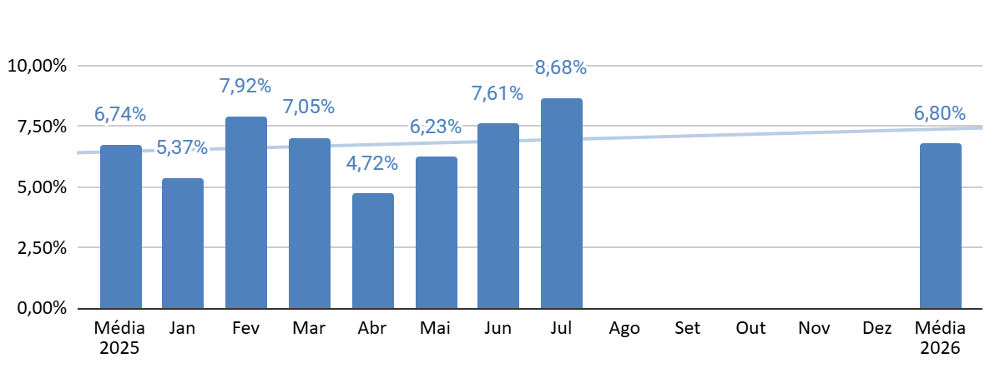 10,00%
7,50%
5,00%
2,50%
0,00%
6,74%
5,37%
7,92%
7,05%
4,72%
6,23%
7,61%
8,68%
6,80%
Média 2025
Jan
Fev
Mar
Abr
Mai
Jun
Jul
Ago
Set
Out
Nov
Dez
Média 2026